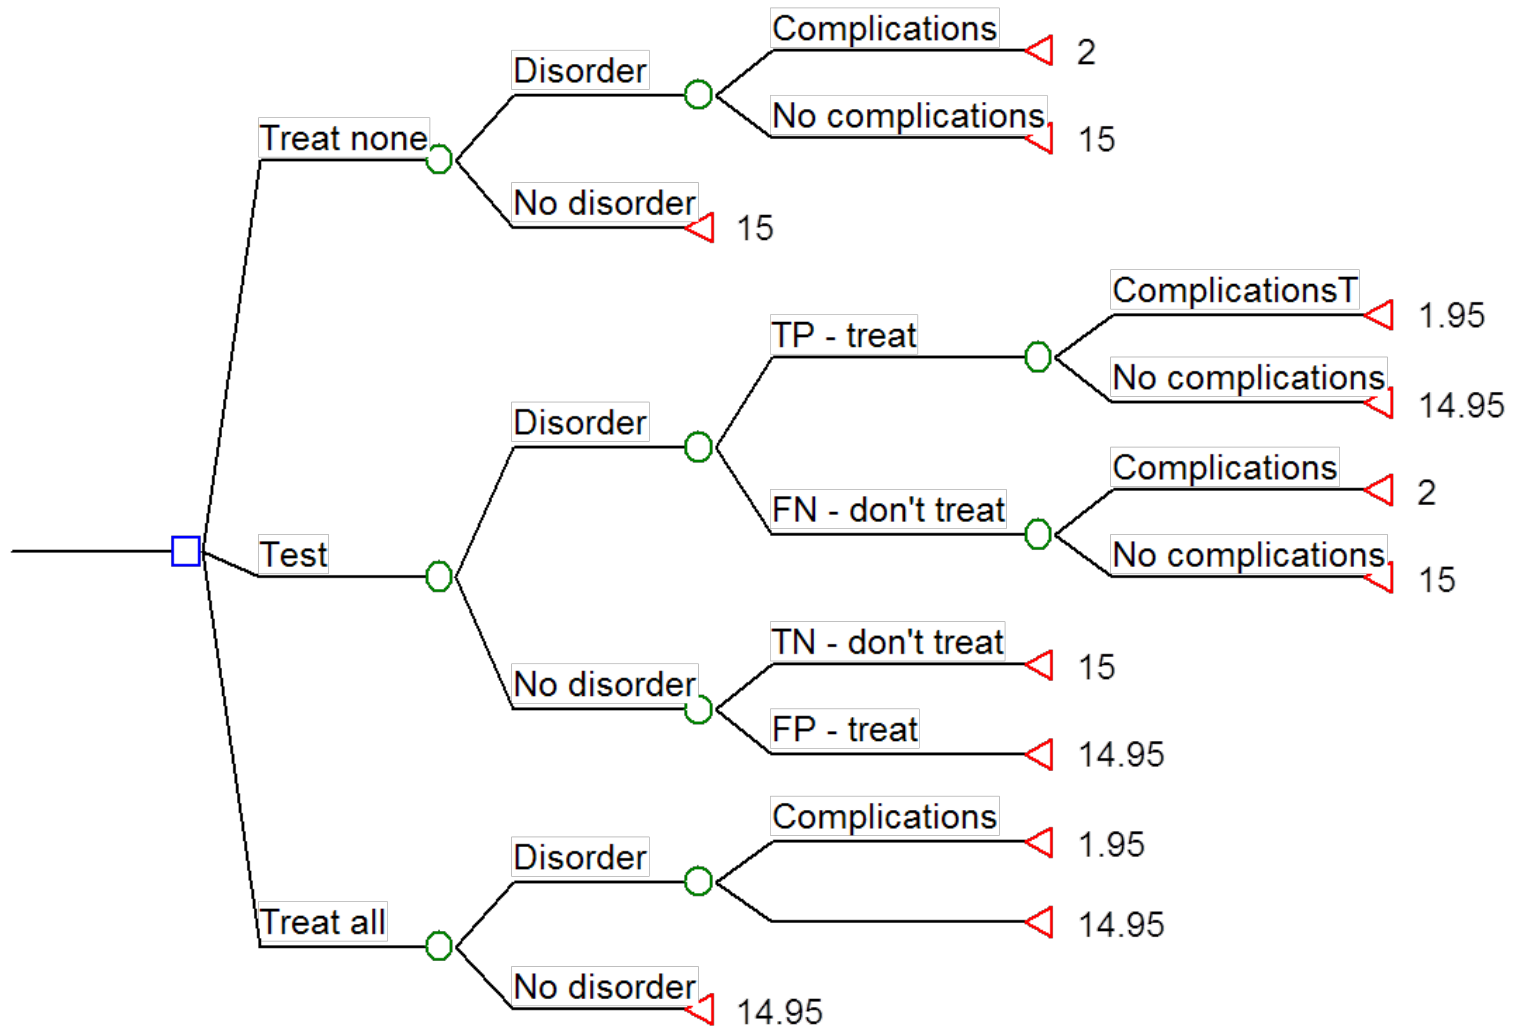 Complications
2
Disorder
No complications
15
Treat none
No disorder
15
ComplicationsT
1.95
TP - treat
No complications
14.95
Disorder
Complications
2
FN - don't treat
No complications
15
Test
TN - don't treat
15
No disorder
FP - treat
14.95
Complications
1.95
Disorder
14.95
Treat all
No disorder
14.95